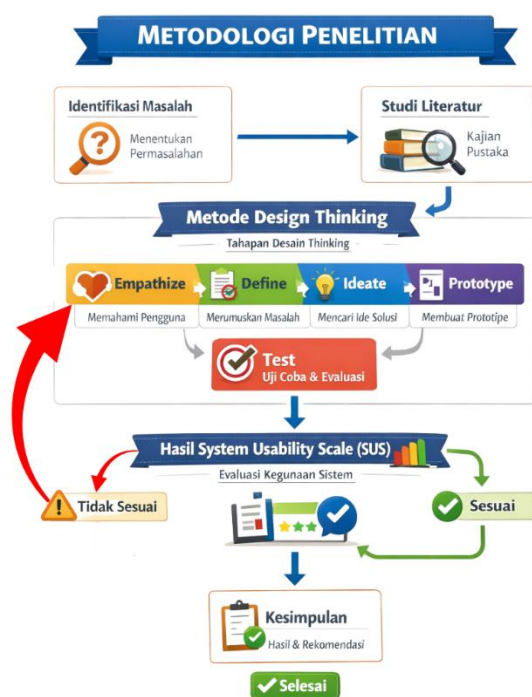 METODOLOGI PENELITIAN
Identifikasi Masalah
Menentukan
Permasalahan
Studi Literatur
Kajian
Pustaka
Metode Design Thinking
Tahapan Desain Thinking
Empathize
Define
Ideate
Prototype
Memahami Pengguna
Merumuskan Masalah
Mencari Ide Solusi
Membuat Prototipe
Test
Uji Coba & Evaluasi
Hasil System Usability Scale (SUS)
Evaluasi Kegunaan Sistem
Tidak Sesuai
Sesuai
Kesimpulan
Hasil & Rekomendasi
Selesai